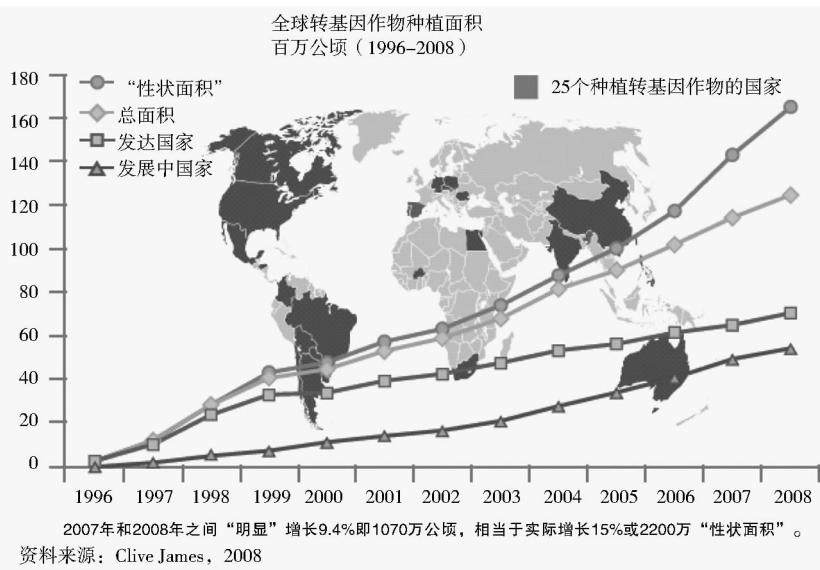 全球转基因作物种植面积
百万公顷（1996–2008）
180
160
140
120
100
80
60
40
20
0
“性状面积”
总面积
发达国家
发展中国家
25个种植转基因作物的国家
1996 1997 1998 1999 2000 2001 2002 2003 2004 2005 2006 2007 2008
2007年和2008年之间“明显”增长9.4%即1070万公顷，相当于实际增长15%或2200万“性状面积”。
资料来源：Clive James，2008